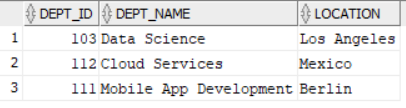 DEPT_ID DEPT_NAME LOCATION
1 103 Data Science Los Angeles
2 112 Cloud Services Mexico
3 111 Mobile App Development Berlin